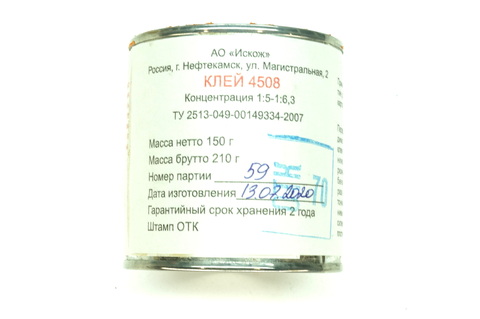 АО «Искож»
Россия, г. Нефтекамск, ул. Магистральная, 2
КЛЕЙ 4508
Концентрация 1:5-1:6,3
ТУ 2513-049-00149334-2007
Масса нетто 150 г
Масса брутто 210 г
Номер партии 59
Дата изготовления 13.07.2020
Гарантийный срок хранения 2 года
Штамп ОТК
70